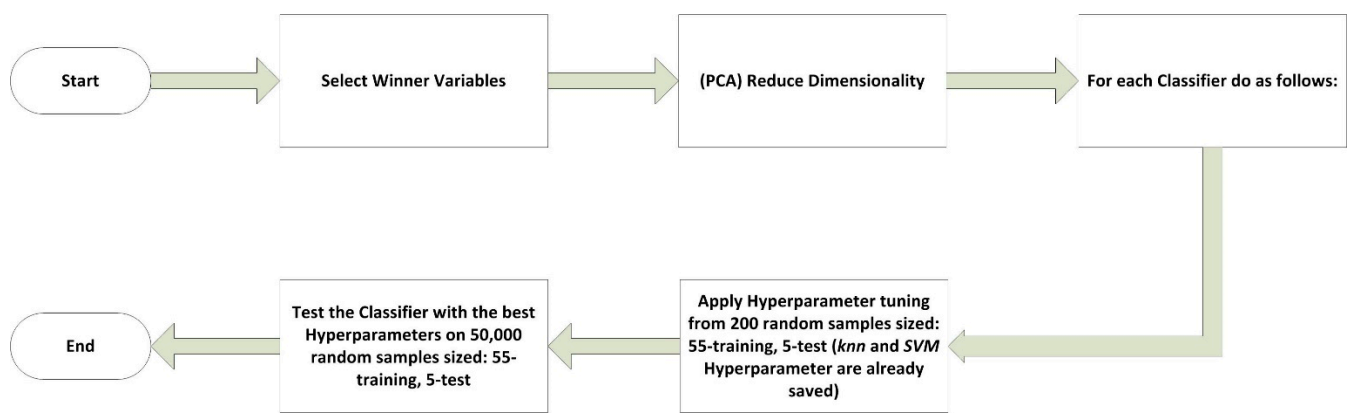 Start
Select Winner Variables
(PCA) Reduce Dimensionality
For each Classifier do as follows:
Apply Hyperparameter tuning
from 200 random samples sized:
55-training, 5-test (knn and SVM
Hyperparameter are already
saved)
Test the Classifier with the best
Hyperparameters on 50,000
random samples sized: 55-
training, 5-test
End